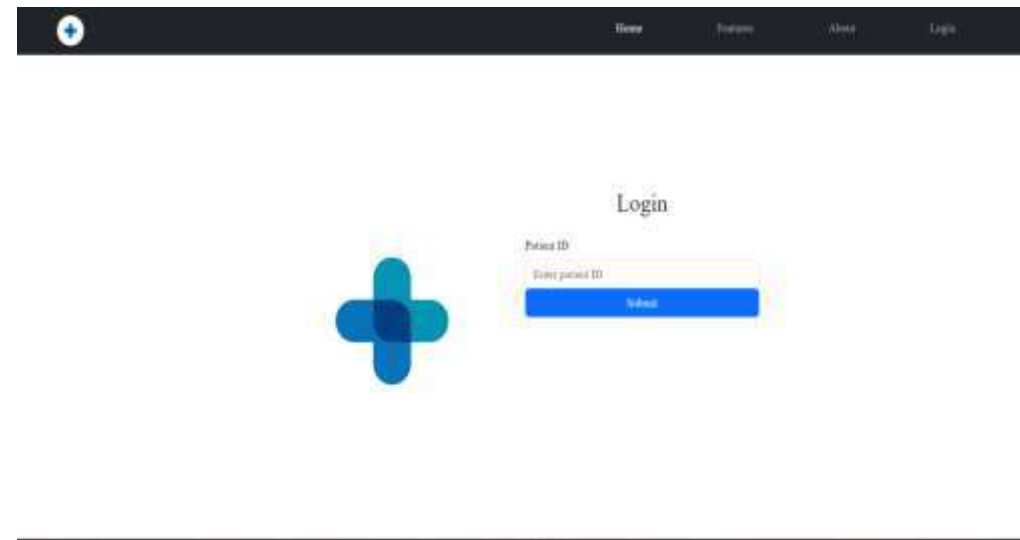 Home Features About Login
Login
Patient ID
Enter patient ID
Submit